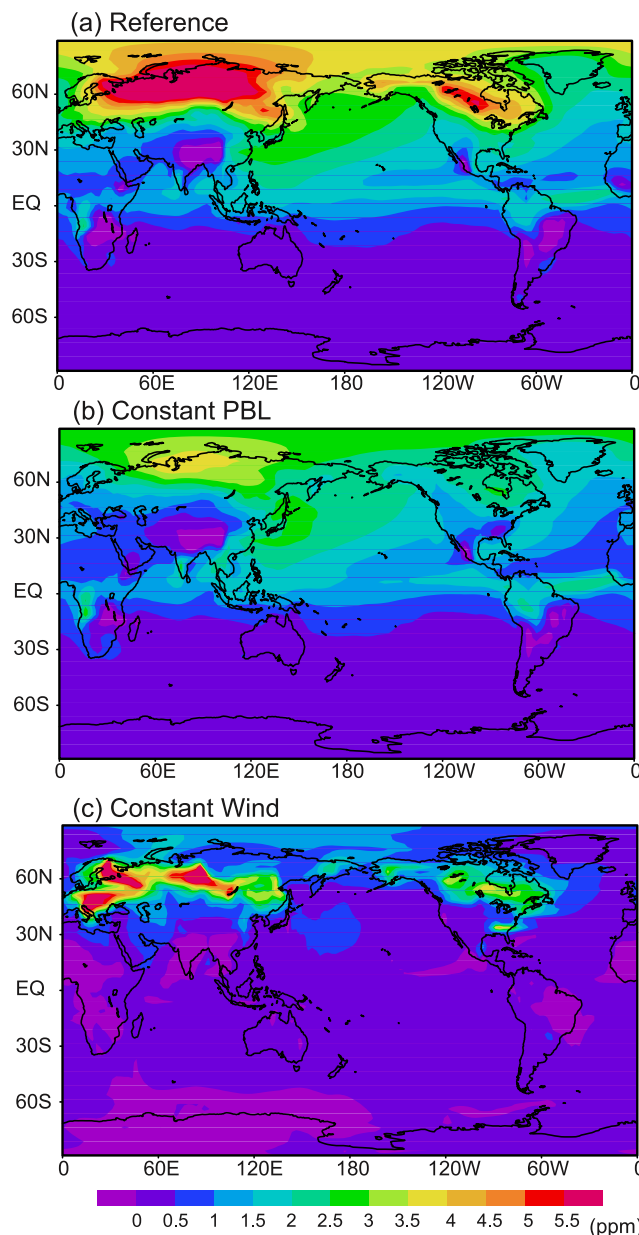 (a) Reference
60N
30N
EQ
30S
60S
0 60E 120E 180 120W 60W 0
(b) Constant PBL
60N
30N
EQ
30S
60S
0 60E 120E 180 120W 60W 0
(c) Constant Wind
60N
30N
EQ
30S
60S
0 60E 120E 180 120W 60W 0
0 0.5 1 1.5 2 2.5 3 3.5 4 4.5 5 5.5 (ppm)